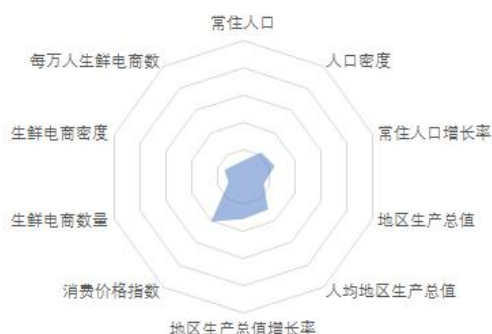 常住人口
每万人生鲜电商数
人口密度
生鲜电商密度
常住人口增长率
生鲜电商数量
地区生产总值
消费价格指数
人均地区生产总值
地区生产总值增长率